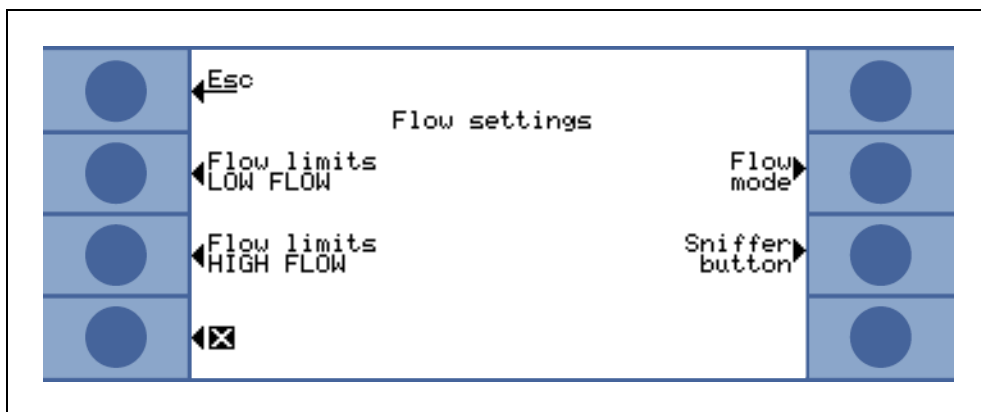 Esc
Flow settings
Flow limits
LOW FLOW
Flow
mode
Flow limits
HIGH FLOW
Sniffer
button